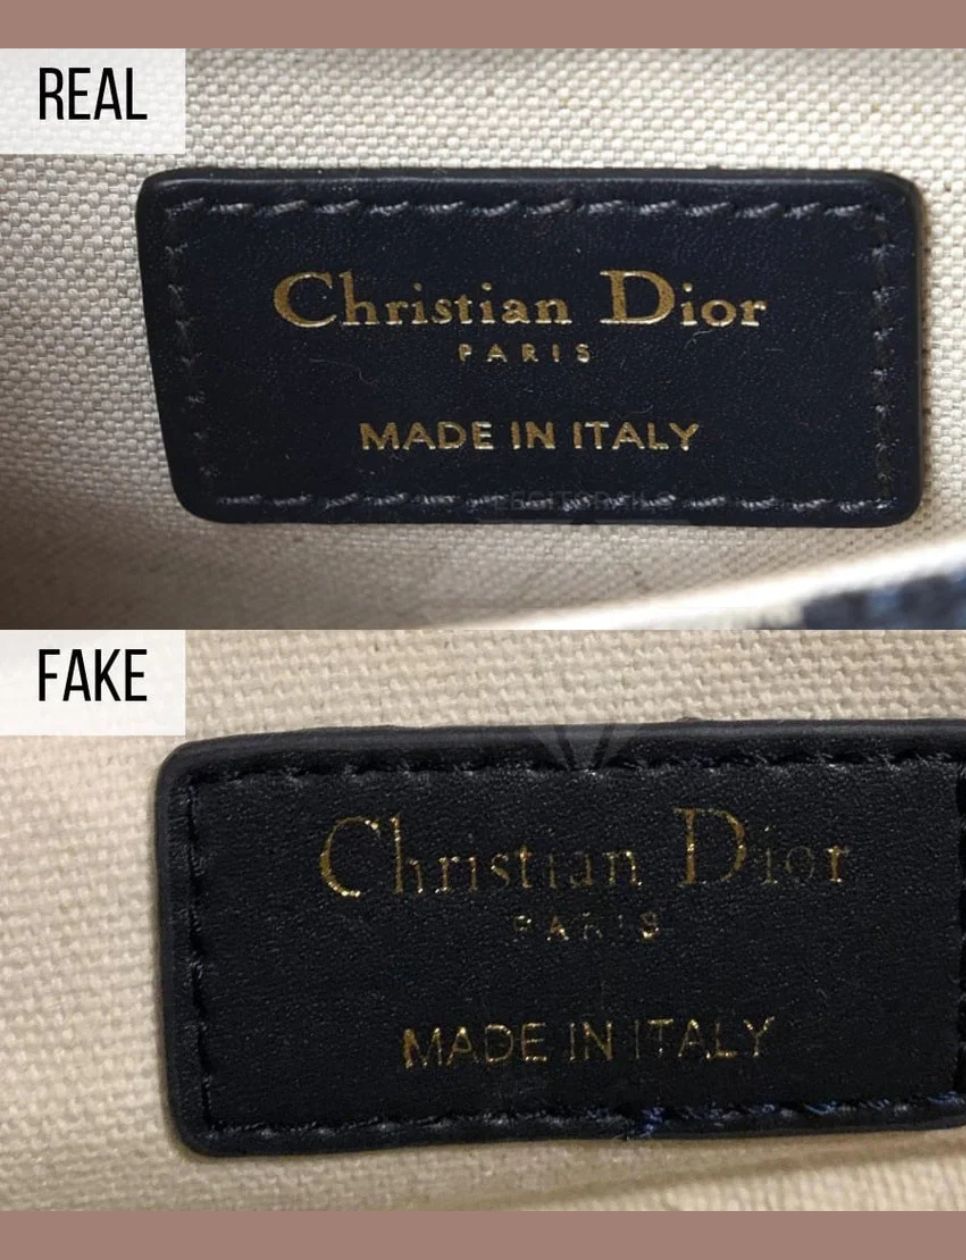 REAL
Christian Dior
PARIS
MADE IN ITALY
FAKE
Christian Dior
PARIS
MADE IN ITALY